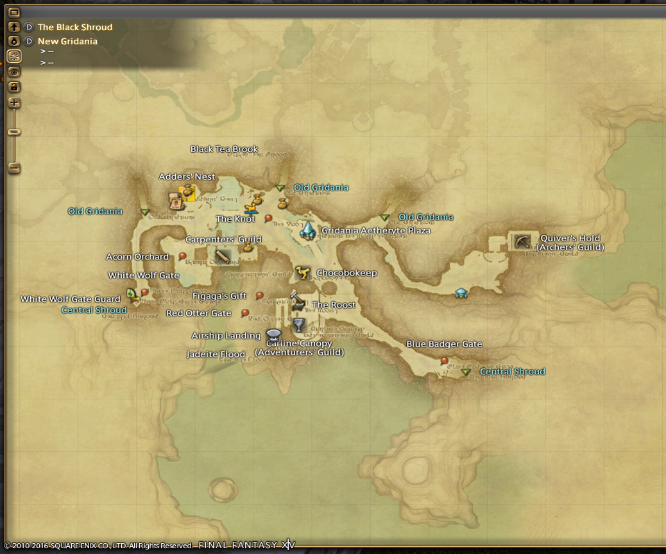 The Black Shroud
New Gridania
> --
> --
Black Tea Brook
Adders' Nest
Old Gridania
Old Gridania
The Knot
Old Gridania
Gridania Aetheryte Plaza
Carpenters' Guild
Quiver's Hold
(Archers' Guild)
Acorn Orchard
White Wolf Gate
Chocobokeep
White Wolf Gate Guard
Figaga's Gift
Central Shroud
The Roost
Red Otter Gate
Airship Landing
Carline Canopy
(Adventurers' Guild)
Jadeite Flood
Blue Badger Gate
Central Shroud
© 2010-2016 SQUARE ENIX CO., LTD. All Rights Reserved.
FINAL FANTASY XIV